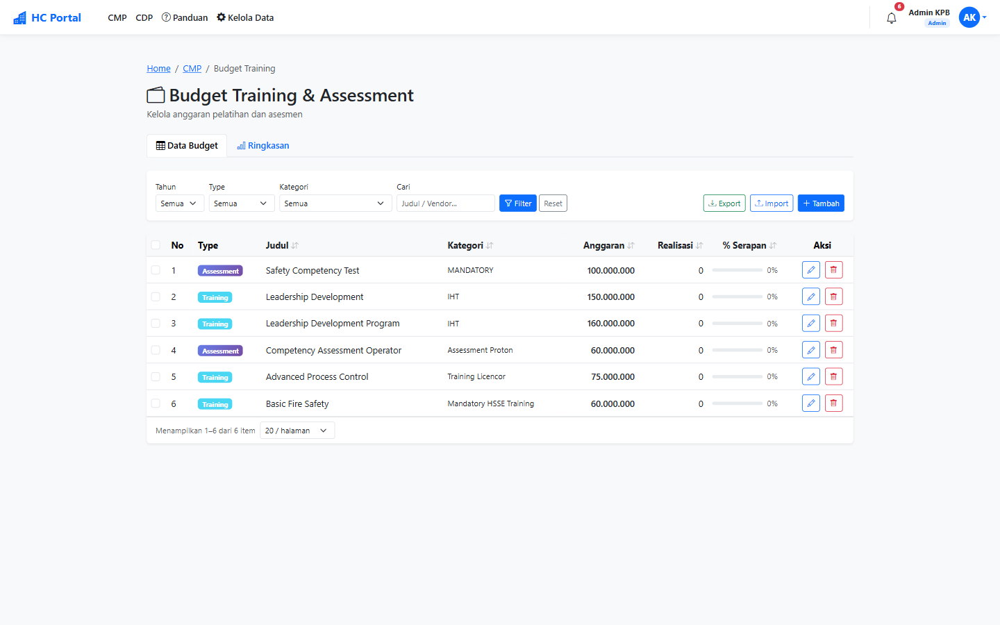 HC Portal CMP CDP Panduan Kelola Data 6 Admin KPB AK
Admin
Home / CMP / Budget Training
Budget Training & Assessment
Kelola anggaran pelatihan dan asesmen
Data Budget Ringkasan
Tahun Type Kategori Cari
Semua Semua Semua Judul / Vendor... Filter Reset Export Import + Tambah
No Type Judul Kategori Anggaran Realisasi % Serapan Aksi
1 Assessment Safety Competency Test MANDATORY 100.000.000 0 0%
2 Training Leadership Development IHT 150.000.000 0 0%
3 Training Leadership Development Program IHT 160.000.000 0 0%
4 Assessment Competency Assessment Operator Assessment Proton 60.000.000 0 0%
5 Training Advanced Process Control Training Licencor 75.000.000 0 0%
6 Training Basic Fire Safety Mandatory HSSE Training 60.000.000 0 0%
Menampilkan 1–6 dari 6 item 20 / halaman